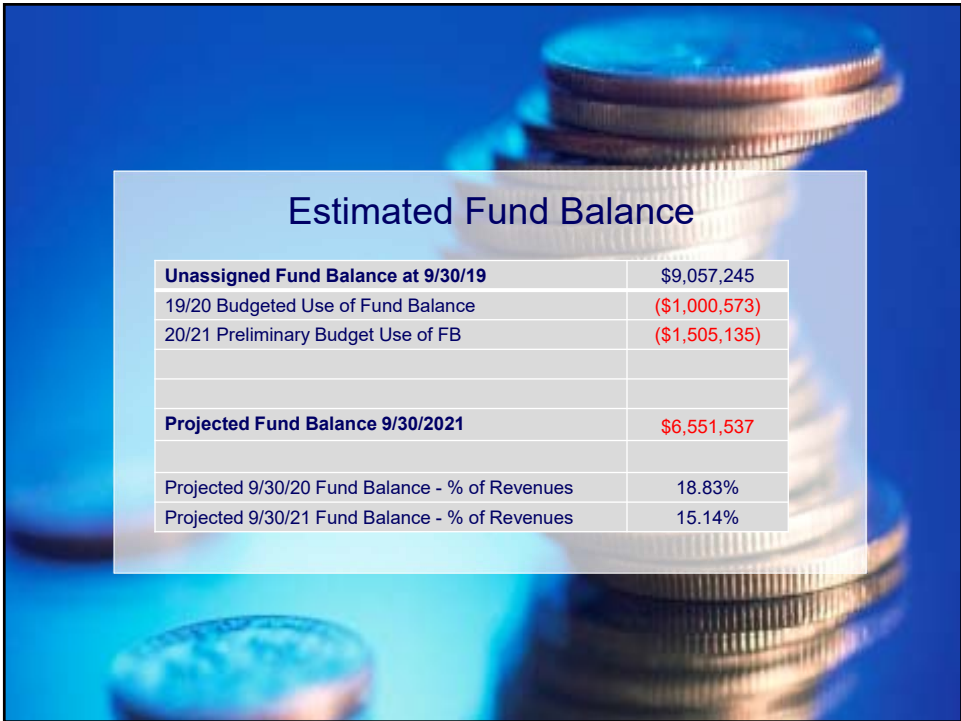 Estimated Fund Balance
Unassigned Fund Balance at 9/30/19 $9,057,245
19/20 Budgeted Use of Fund Balance ($1,000,573)
20/21 Preliminary Budget Use of FB ($1,505,135)
Projected Fund Balance 9/30/2021 $6,551,537
Projected 9/30/20 Fund Balance - % of Revenues 18.83%
Projected 9/30/21 Fund Balance - % of Revenues 15.14%